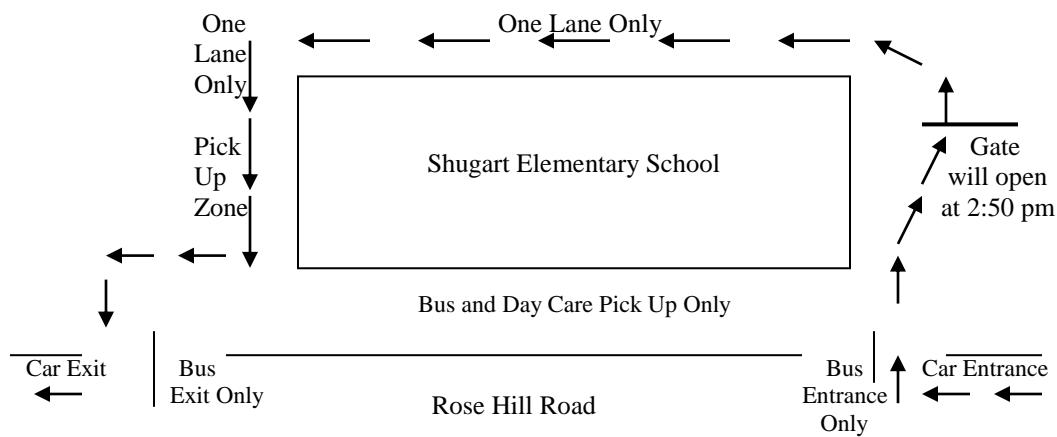 One
Lane
Only
One Lane Only
Pick
Up
Zone
Shugart Elementary School
Gate
will open
at 2:50 pm
Bus and Day Care Pick Up Only
Car Exit
Bus
Exit Only
Rose Hill Road
Bus
Entrance
Only
Car Entrance